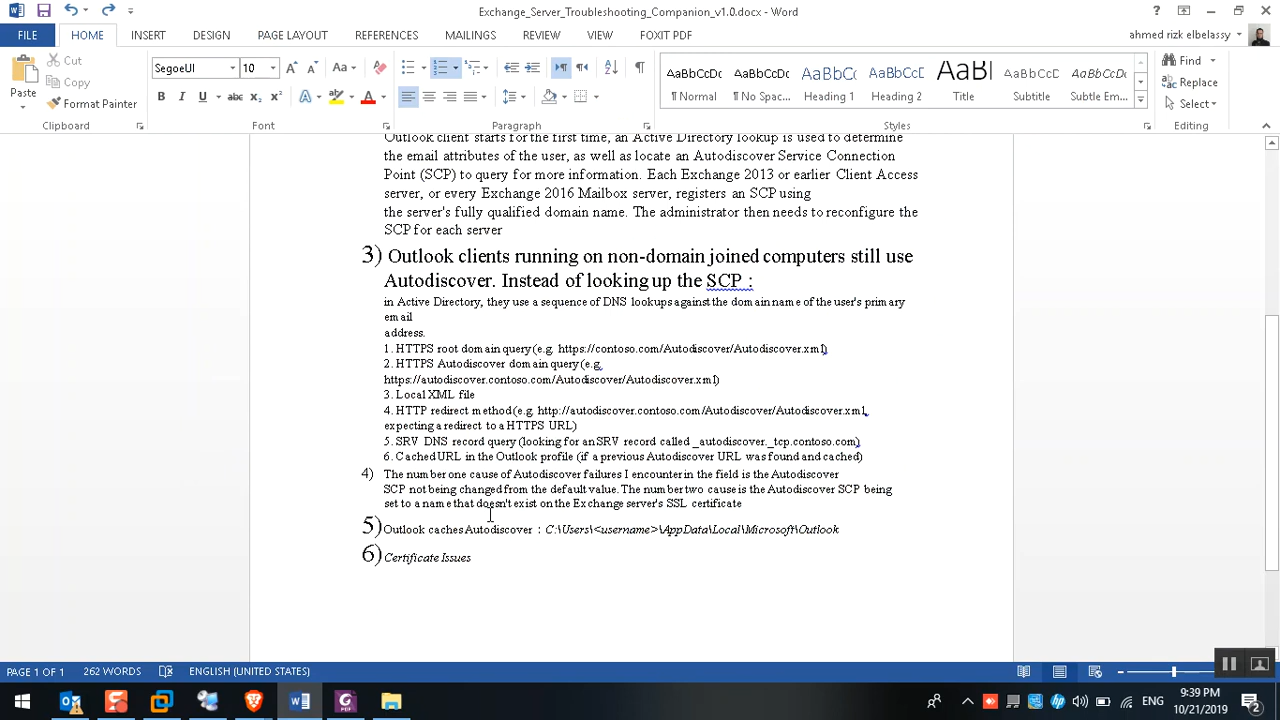 Exchange_Server_Troubleshooting_Companion_v1.0.docx - Word
FILE HOME INSERT DESIGN PAGE LAYOUT REFERENCES MAILINGS REVIEW VIEW FOXIT PDF ahmed rizk elbelassy
Paste
Cut
Copy
Format Painter
Clipboard
SegoeUI 10
Font
Paragraph
AaBbCcDc AaBbCcDc AaBbC( AaBbCcC AaBl AaBbCcD AaBbCcDc
¶ Normal ¶ No Spac... Heading 1 Heading 2 Title Subtitle Subtle Em...
Styles
Find
Replace
Select
Editing
Outlook client starts for the first time, an Active Directory lookup is used to determine
the email attributes of the user, as well as locate an Autodiscover Service Connection
Point (SCP) to query for more information. Each Exchange 2013 or earlier Client Access
server, or every Exchange 2016 Mailbox server, registers an SCP using
the server's fully qualified domain name. The administrator then needs to reconfigure the
SCP for each server
3) Outlook clients running on non-domain joined computers still use
Autodiscover. Instead of looking up the SCP :
in Active Directory, they use a sequence of DNS lookups against the domain name of the user's primary
email
address.
1. HTTPS root domain query (e.g. https://contoso.com/Autodiscover/Autodiscover.xml)
2. HTTPS Autodiscover domain query (e.g.
https://autodiscover.contoso.com/Autodiscover/Autodiscover.xml)
3. Local XML file
4. HTTP redirect method (e.g. http://autodiscover.contoso.com/Autodiscover/Autodiscover.xml,
expecting a redirect to a HTTPS URL)
5. SRV DNS record query (looking for an SRV record called _autodiscover._tcp.contoso.com)
6. Cached URL in the Outlook profile (if a previous Autodiscover URL was found and cached)
4) The number one cause of Autodiscover failures I encounter in the field is the Autodiscover
SCP not being changed from the default value. The number two cause is the Autodiscover SCP being
set to a name that doesn't exist on the Exchange server's SSL certificate
5) Outlook caches Autodiscover : C:\Users\<username>\AppData\Local\Microsoft\Outlook
6) Certificate Issues
PAGE 1 OF 1 262 WORDS ENGLISH (UNITED STATES)
ENG
9:39 PM
10/21/2019
2